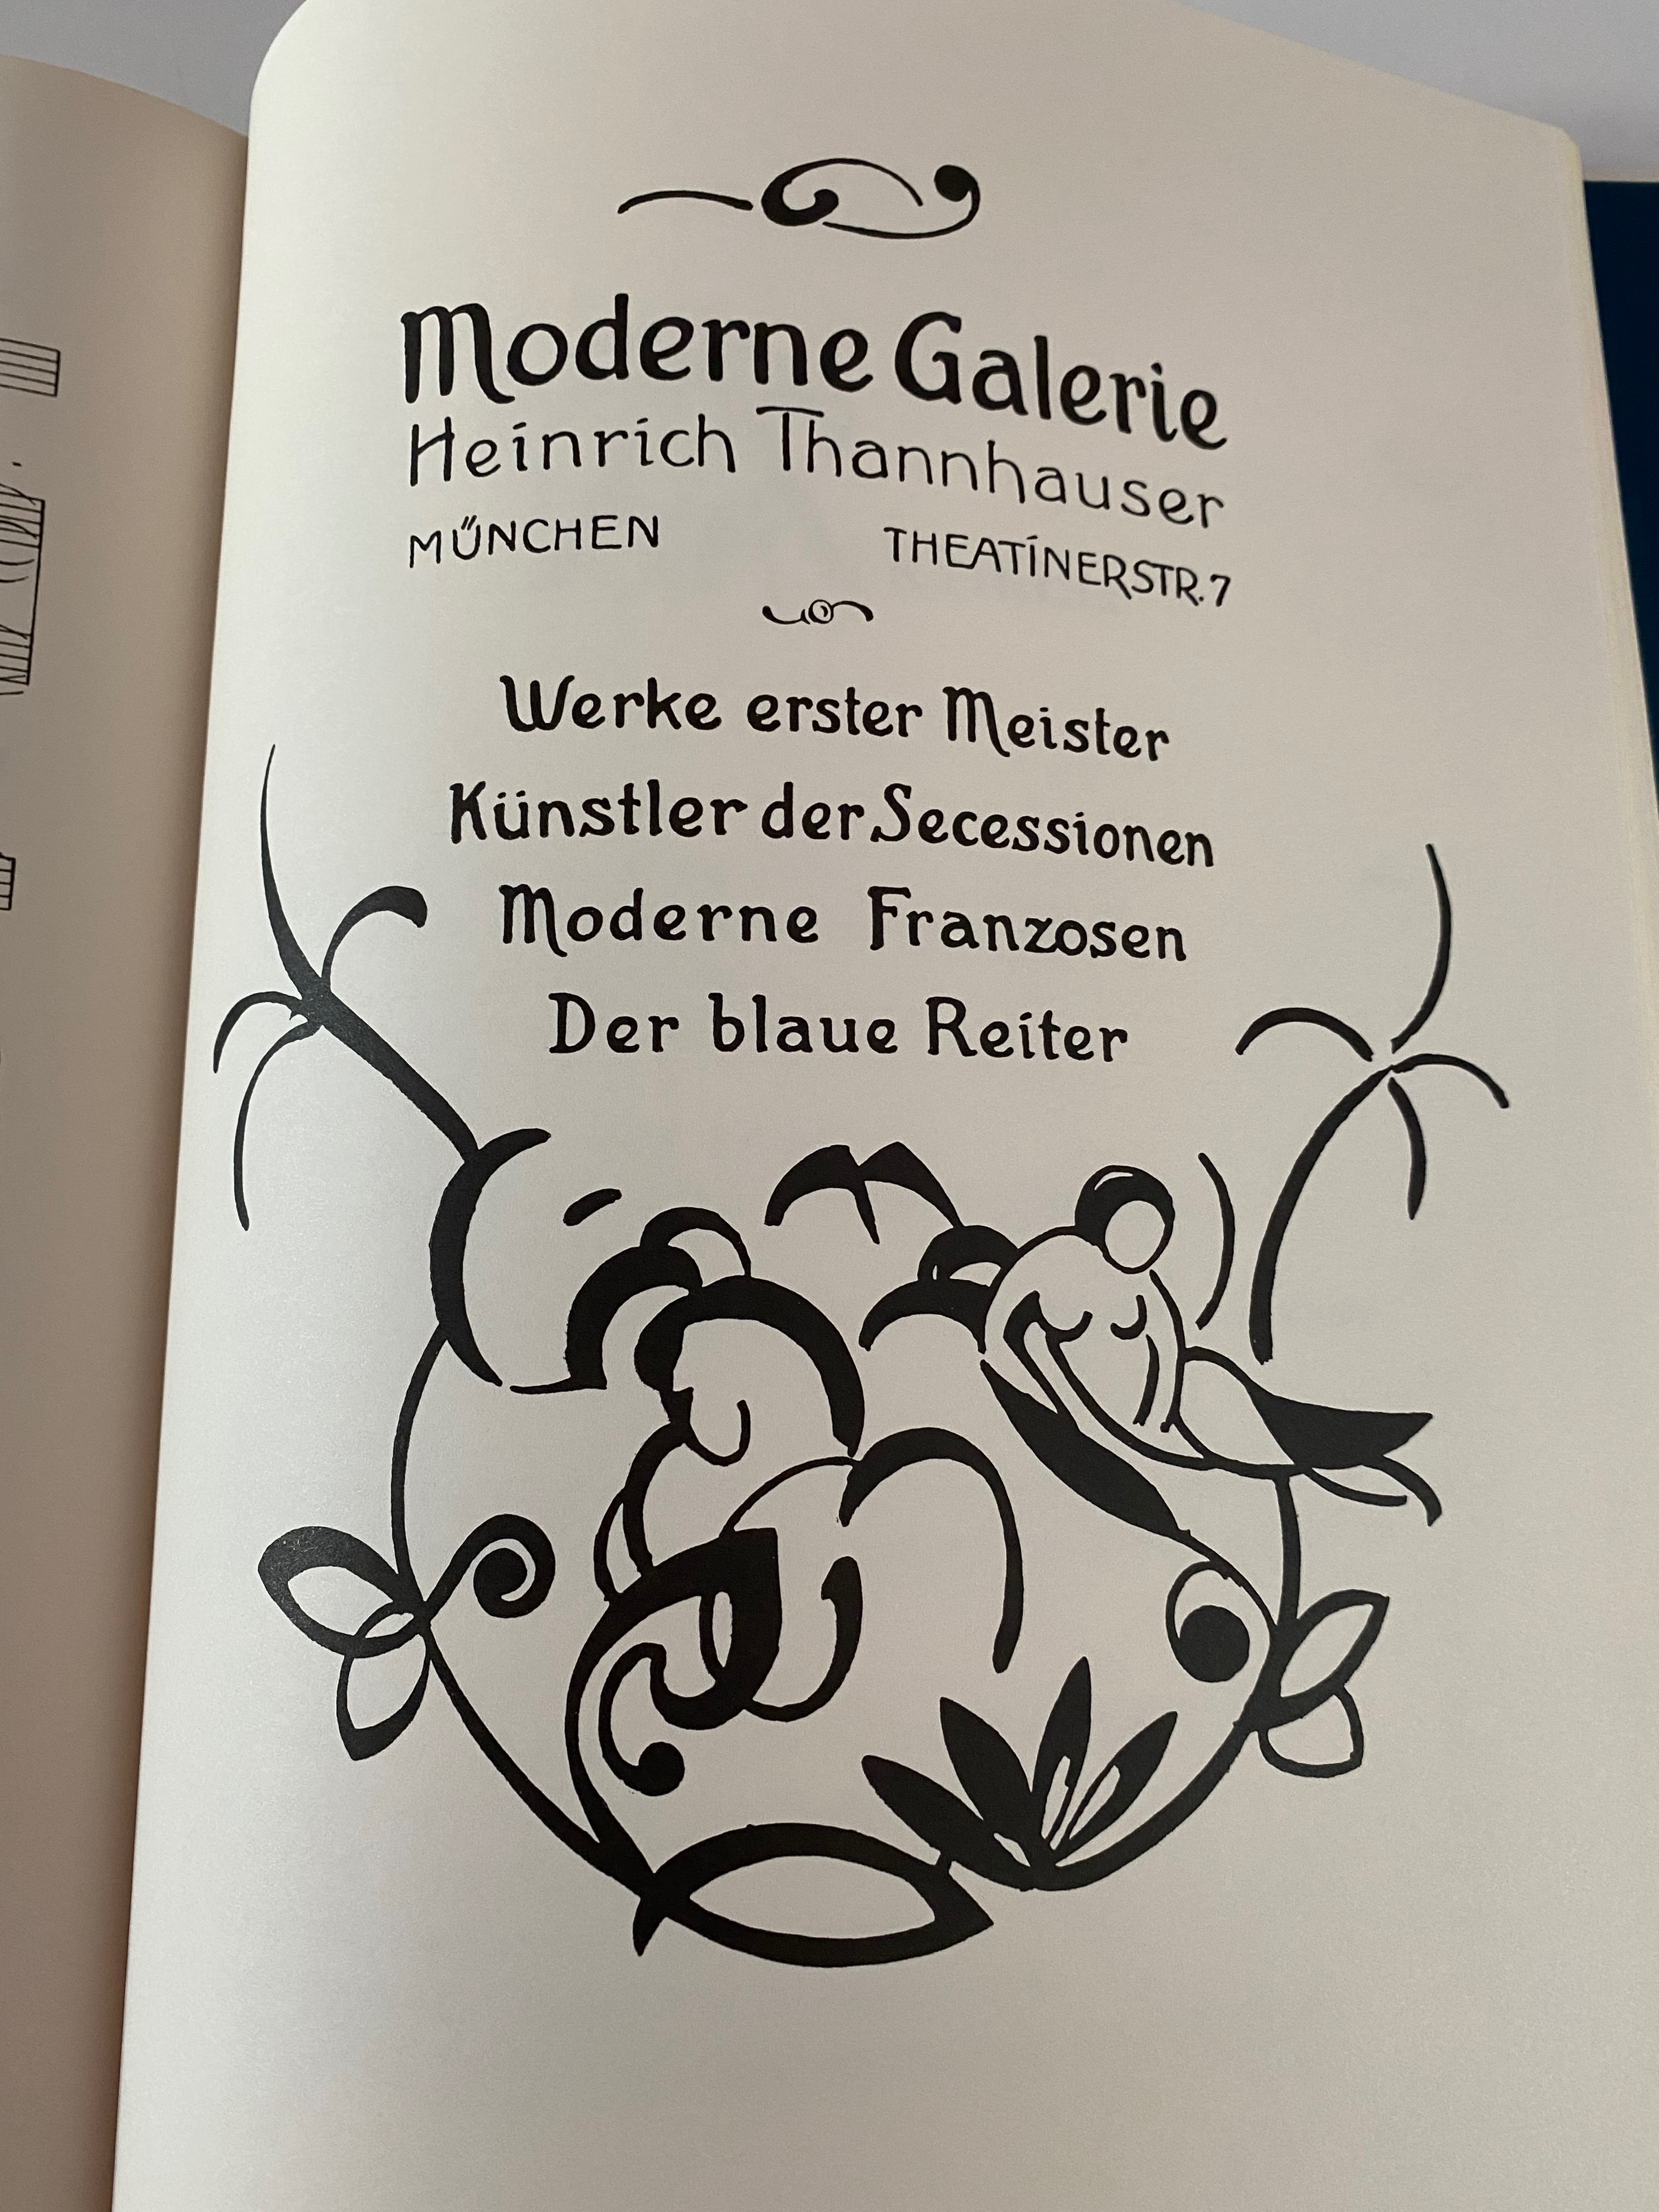 Moderne Galerie
Heinrich Thannhauser
MÜNCHEN THEATINERSTR. 7
Werke erster Meister
Künstler der Secessionen
Moderne Franzosen
Der blaue Reiter